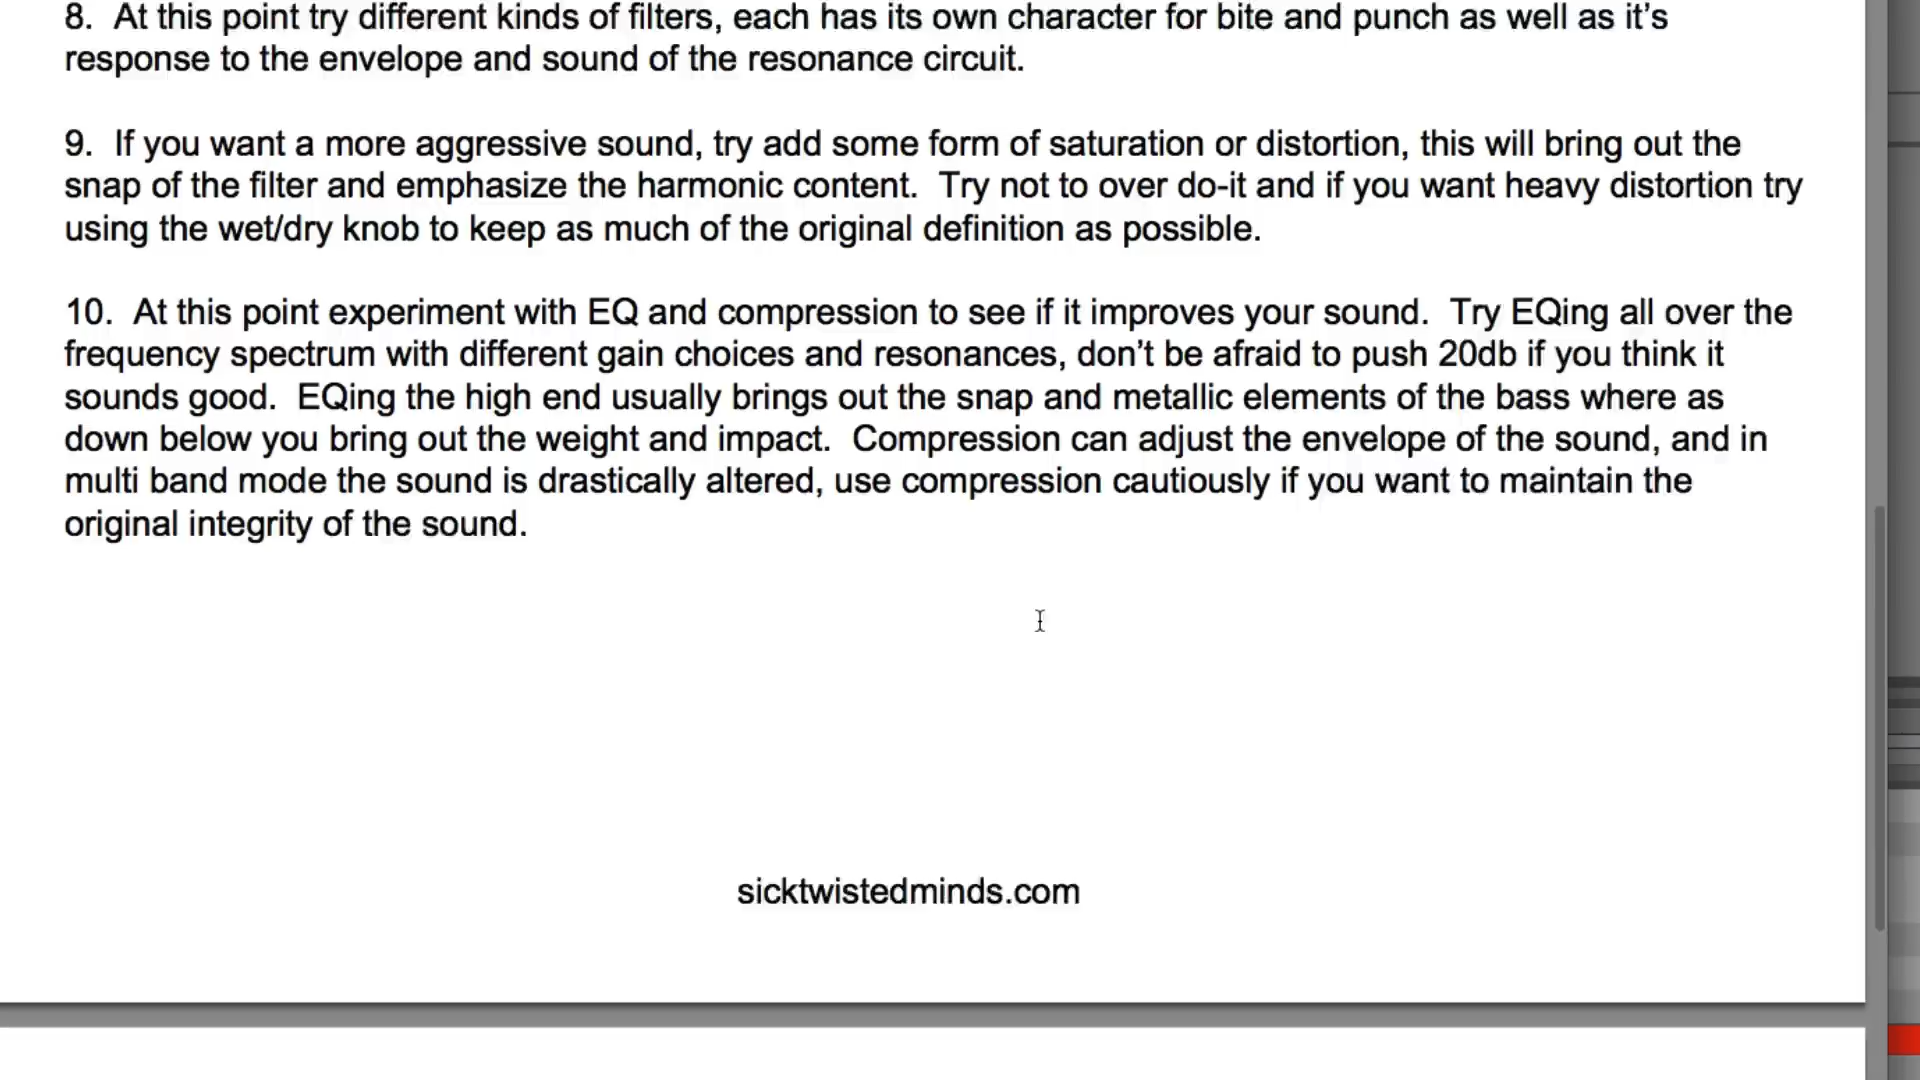 8.  At this point try different kinds of filters, each has its own character for bite and punch as well as it’s
response to the envelope and sound of the resonance circuit.
9.  If you want a more aggressive sound, try add some form of saturation or distortion, this will bring out the
snap of the filter and emphasize the harmonic content.  Try not to over do-it and if you want heavy distortion try
using the wet/dry knob to keep as much of the original definition as possible.
10.  At this point experiment with EQ and compression to see if it improves your sound.  Try EQing all over the
frequency spectrum with different gain choices and resonances, don’t be afraid to push 20db if you think it
sounds good.  EQing the high end usually brings out the snap and metallic elements of the bass where as
down below you bring out the weight and impact.  Compression can adjust the envelope of the sound, and in
multi band mode the sound is drastically altered, use compression cautiously if you want to maintain the
original integrity of the sound.
sicktwistedminds.com